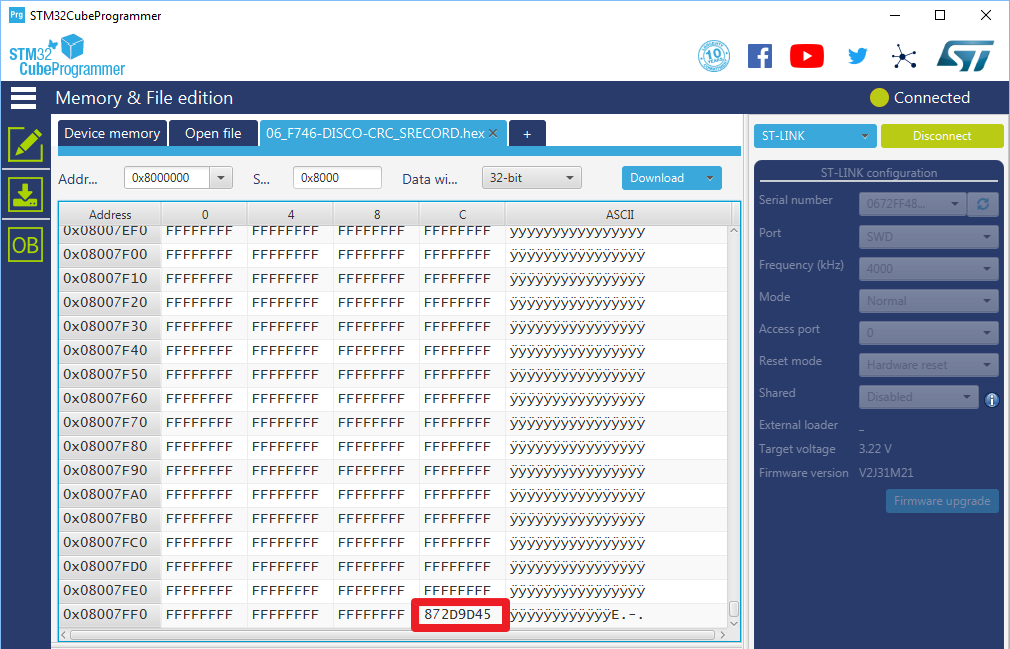 Prg STM32CubeProgrammer
STM32
CubeProgrammer
10 YEARS
Memory & File edition
Connected
Device memory Open file 06_F746-DISCO-CRC_SRECORD.hex × +
ST-LINK Disconnect
Addr... 0x8000000 S... 0x8000 Data wi... 32-bit Download
ST-LINK configuration
Serial number 0672FF48...
Port SWD
Frequency (kHz) 4000
Mode Normal
Access port 0
Reset mode Hardware reset
Shared Disabled
External loader _
Target voltage 3.22 V
Firmware version V2J31M21
Firmware upgrade
OB
Address 0 4 8 C ASCII
0x08007EF0 FFFFFFFF FFFFFFFF FFFFFFFF FFFFFFFF ÿÿÿÿÿÿÿÿÿÿÿÿÿÿÿÿ
0x08007F00 FFFFFFFF FFFFFFFF FFFFFFFF FFFFFFFF ÿÿÿÿÿÿÿÿÿÿÿÿÿÿÿÿ
0x08007F10 FFFFFFFF FFFFFFFF FFFFFFFF FFFFFFFF ÿÿÿÿÿÿÿÿÿÿÿÿÿÿÿÿ
0x08007F20 FFFFFFFF FFFFFFFF FFFFFFFF FFFFFFFF ÿÿÿÿÿÿÿÿÿÿÿÿÿÿÿÿ
0x08007F30 FFFFFFFF FFFFFFFF FFFFFFFF FFFFFFFF ÿÿÿÿÿÿÿÿÿÿÿÿÿÿÿÿ
0x08007F40 FFFFFFFF FFFFFFFF FFFFFFFF FFFFFFFF ÿÿÿÿÿÿÿÿÿÿÿÿÿÿÿÿ
0x08007F50 FFFFFFFF FFFFFFFF FFFFFFFF FFFFFFFF ÿÿÿÿÿÿÿÿÿÿÿÿÿÿÿÿ
0x08007F60 FFFFFFFF FFFFFFFF FFFFFFFF FFFFFFFF ÿÿÿÿÿÿÿÿÿÿÿÿÿÿÿÿ
0x08007F70 FFFFFFFF FFFFFFFF FFFFFFFF FFFFFFFF ÿÿÿÿÿÿÿÿÿÿÿÿÿÿÿÿ
0x08007F80 FFFFFFFF FFFFFFFF FFFFFFFF FFFFFFFF ÿÿÿÿÿÿÿÿÿÿÿÿÿÿÿÿ
0x08007F90 FFFFFFFF FFFFFFFF FFFFFFFF FFFFFFFF ÿÿÿÿÿÿÿÿÿÿÿÿÿÿÿÿ
0x08007FA0 FFFFFFFF FFFFFFFF FFFFFFFF FFFFFFFF ÿÿÿÿÿÿÿÿÿÿÿÿÿÿÿÿ
0x08007FB0 FFFFFFFF FFFFFFFF FFFFFFFF FFFFFFFF ÿÿÿÿÿÿÿÿÿÿÿÿÿÿÿÿ
0x08007FC0 FFFFFFFF FFFFFFFF FFFFFFFF FFFFFFFF ÿÿÿÿÿÿÿÿÿÿÿÿÿÿÿÿ
0x08007FD0 FFFFFFFF FFFFFFFF FFFFFFFF FFFFFFFF ÿÿÿÿÿÿÿÿÿÿÿÿÿÿÿÿ
0x08007FE0 FFFFFFFF FFFFFFFF FFFFFFFF FFFFFFFF ÿÿÿÿÿÿÿÿÿÿÿÿÿÿÿÿ
0x08007FF0 FFFFFFFF FFFFFFFF FFFFFFFF 872D9D45 ÿÿÿÿÿÿÿÿÿÿÿÿE.-.